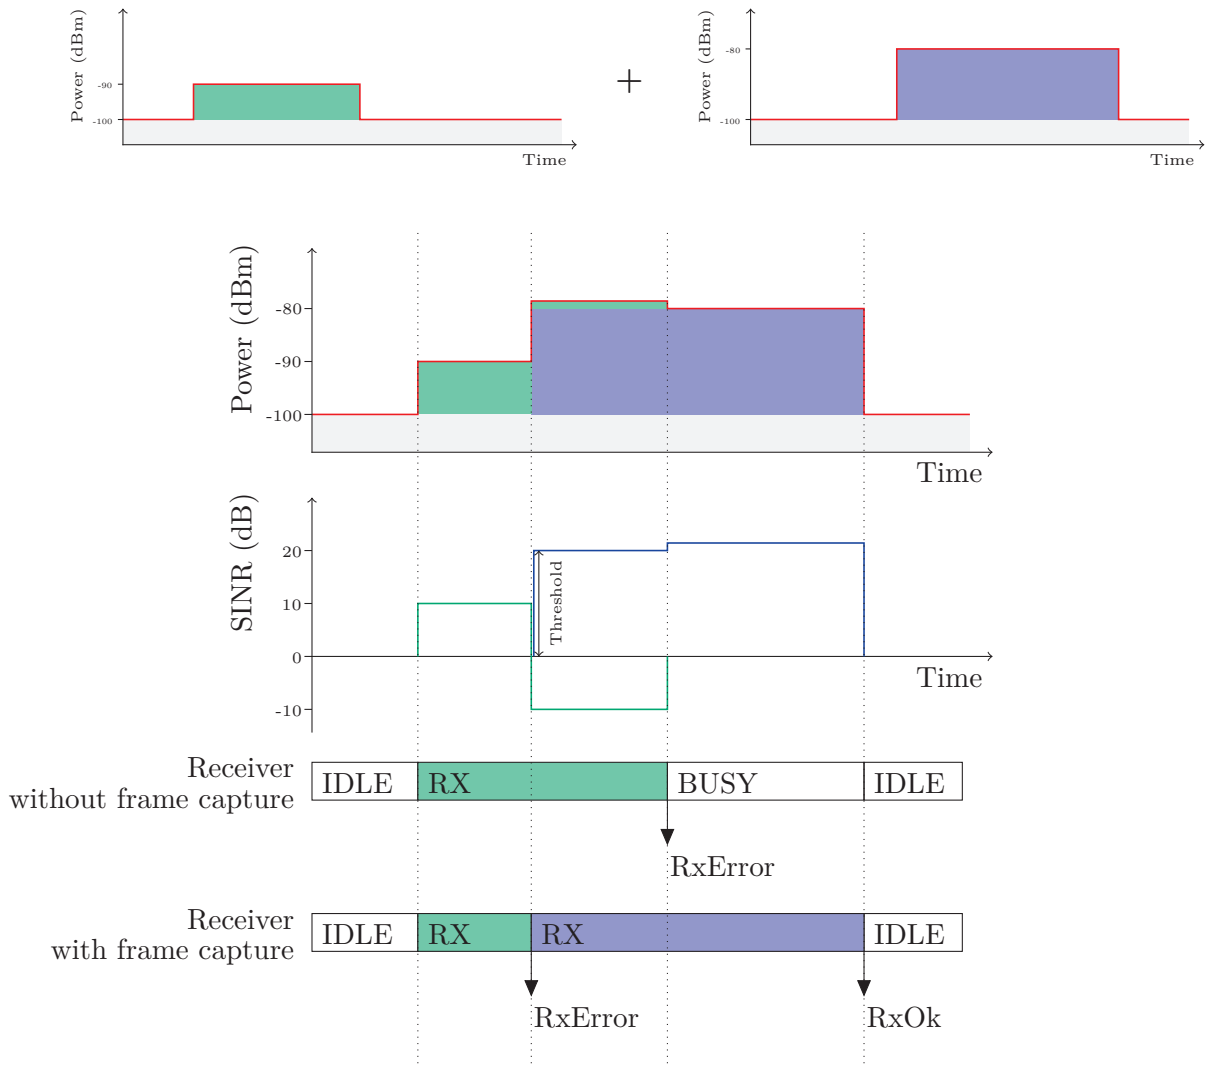 Power (dBm)
-90
-100
Time
+
Power (dBm)
-80
-100
Time
Power (dBm)
-80
-90
-100
Time
SINR (dB)
20
10
0
-10
Threshold
Time
Receiver
without frame capture
IDLE RX BUSY IDLE
RxError
Receiver
with frame capture
IDLE RX RX IDLE
RxError RxOk